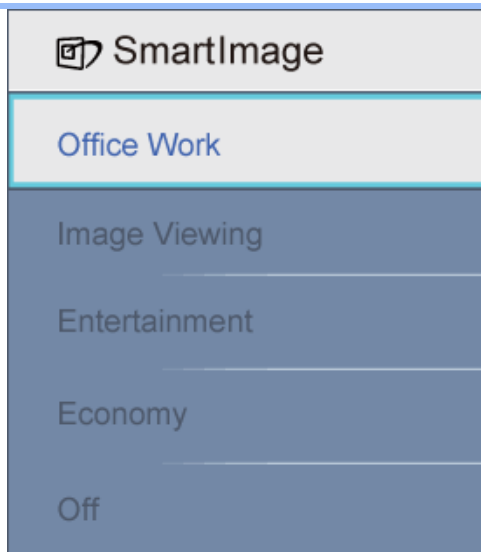 SmartImage
Office Work
Image Viewing
Entertainment
Economy
Off